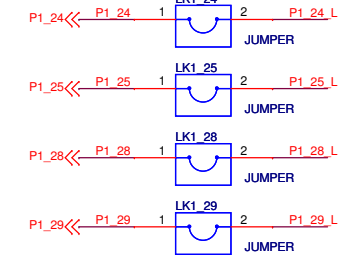 LK1_24
P1_24 P1_24 1 2 P1_24_L
JUMPER
LK1_25
P1_25 P1_25 1 2 P1_25_L
JUMPER
LK1_28
P1_28 P1_28 1 2 P1_28_L
JUMPER
LK1_29
P1_29 P1_29 1 2 P1_29_L
JUMPER